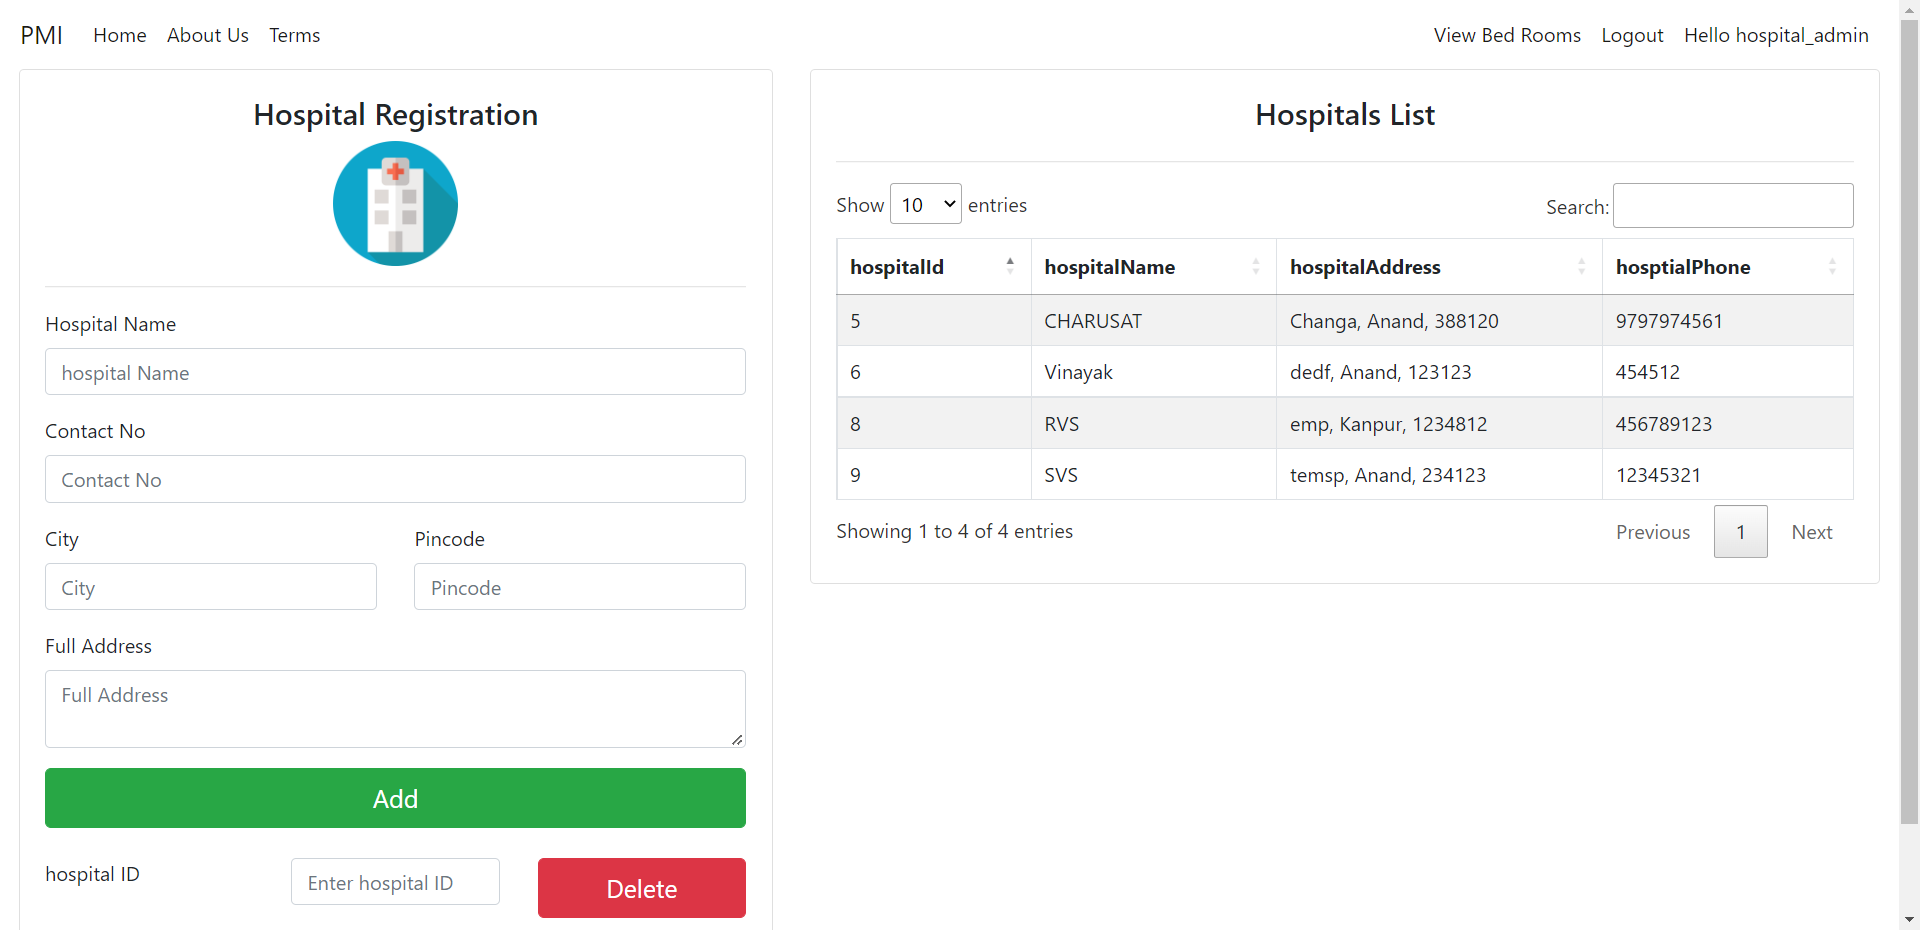 PMI Home About Us Terms View Bed Rooms Logout Hello hospital_admin
Hospital Registration
Hospital Name
hospital Name
Contact No
Contact No
City Pincode
City Pincode
Full Address
Full Address
Add
hospital ID Enter hospital ID Delete
Hospitals List
Show 10 entries Search:
hospitalId hospitalName hospitalAddress hosptialPhone
5 CHARUSAT Changa, Anand, 388120 9797974561
6 Vinayak dedf, Anand, 123123 454512
8 RVS emp, Kanpur, 1234812 456789123
9 SVS temsp, Anand, 234123 12345321
Showing 1 to 4 of 4 entries Previous 1 Next